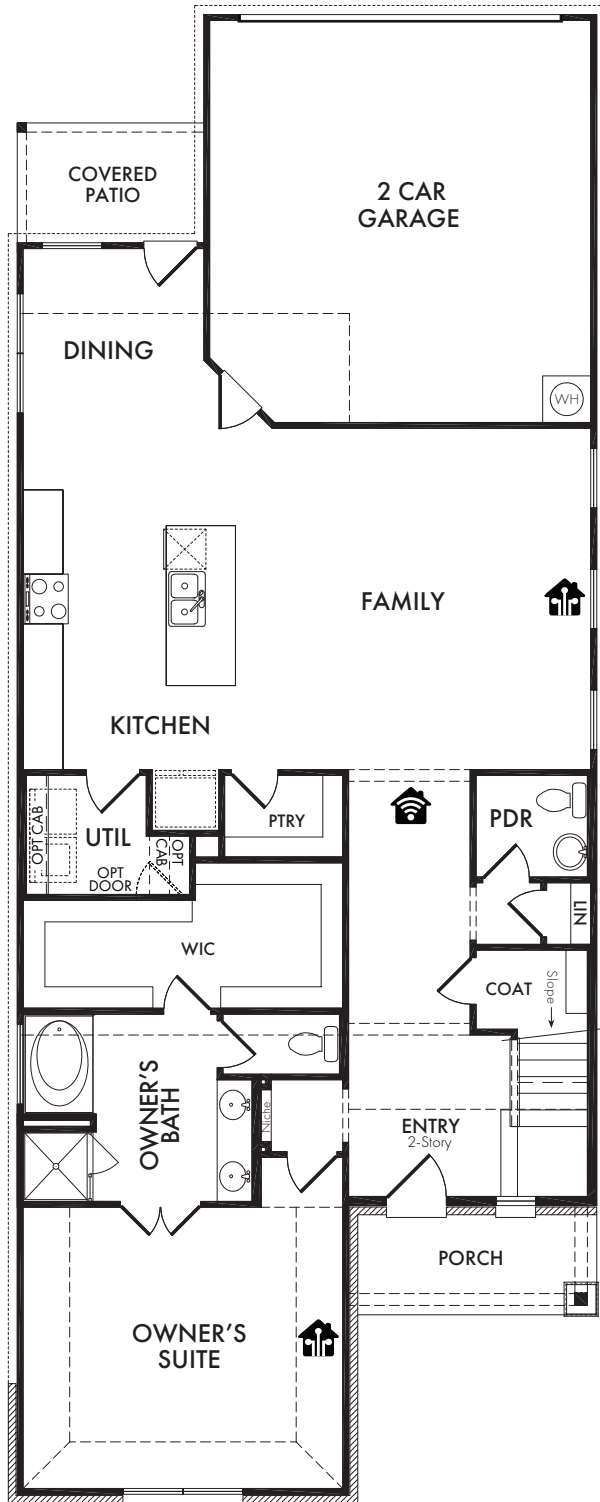 COVERED
PATIO
2 CAR
GARAGE
DINING
WH
FAMILY
KITCHEN
OPT CAB
UTIL
OPT
CAB
OPT
DOOR
PTRY
PDR
LIN
WIC
COAT
Slope
OWNER'S
BATH
Niche
ENTRY
2-Story
PORCH
OWNER'S
SUITE